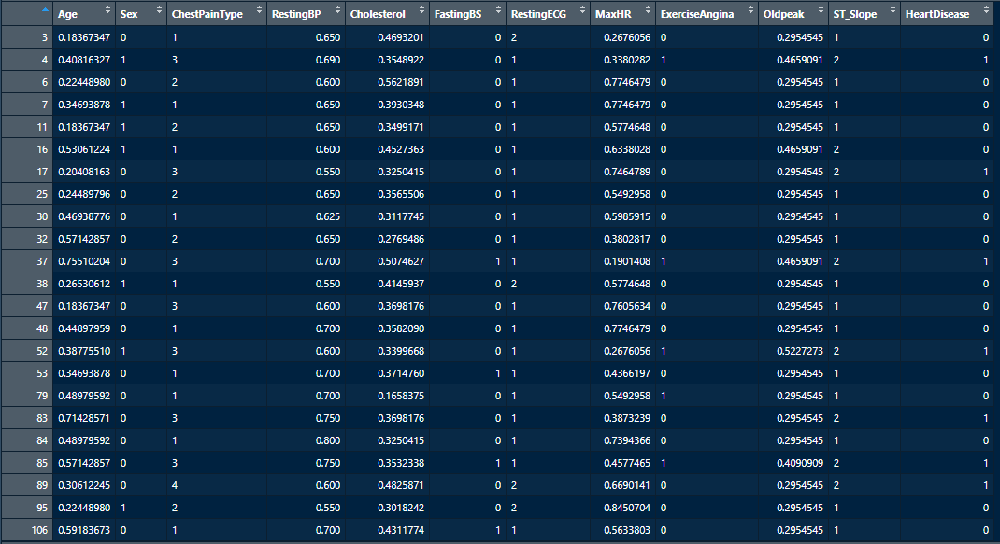 Age Sex ChestPainType RestingBP Cholesterol FastingBS RestingECG MaxHR ExerciseAngina Oldpeak ST_Slope HeartDisease
3 0.18367347 0 1 0.650 0.4693201 0 2 0.2676056 0 0.2954545 1 0
4 0.40816327 1 3 0.690 0.3548922 0 1 0.3380282 1 0.4659091 2 1
6 0.22448980 0 2 0.600 0.5621891 0 1 0.7746479 0 0.2954545 1 0
7 0.34693878 1 1 0.650 0.3930348 0 1 0.7746479 0 0.2954545 1 0
11 0.18367347 1 2 0.650 0.3499171 0 1 0.5774648 0 0.2954545 1 0
16 0.53061224 1 1 0.600 0.4527363 0 1 0.6338028 0 0.4659091 2 0
17 0.20408163 0 3 0.550 0.3250415 0 1 0.7464789 0 0.2954545 2 1
25 0.24489796 0 2 0.650 0.3565506 0 1 0.5492958 0 0.2954545 1 0
30 0.46938776 0 1 0.625 0.3117745 0 1 0.5985915 0 0.2954545 1 0
32 0.57142857 0 2 0.650 0.2769486 0 1 0.3802817 0 0.2954545 1 0
37 0.75510204 0 3 0.700 0.5074627 1 1 0.1901408 1 0.4659091 2 1
38 0.26530612 1 1 0.550 0.4145937 0 2 0.5774648 0 0.2954545 1 0
47 0.18367347 0 3 0.600 0.3698176 0 1 0.7605634 0 0.2954545 1 0
48 0.44897959 0 1 0.700 0.3582090 0 1 0.7746479 0 0.2954545 1 0
52 0.38775510 1 3 0.600 0.3399668 0 1 0.2676056 1 0.5227273 2 1
53 0.34693878 0 1 0.700 0.3714760 1 1 0.4366197 0 0.2954545 1 0
79 0.48979592 0 1 0.700 0.1658375 0 1 0.5492958 1 0.2954545 1 0
83 0.71428571 0 3 0.750 0.3698176 0 1 0.3873239 0 0.2954545 2 1
84 0.48979592 0 1 0.800 0.3250415 0 1 0.7394366 0 0.2954545 1 0
85 0.57142857 0 3 0.750 0.3532338 1 1 0.4577465 1 0.4090909 2 1
89 0.30612245 0 4 0.600 0.4825871 0 2 0.6690141 0 0.2954545 2 1
95 0.22448980 1 2 0.550 0.3018242 0 2 0.8450704 0 0.2954545 1 0
106 0.59183673 0 1 0.700 0.4311774 1 1 0.5633803 0 0.2954545 1 0